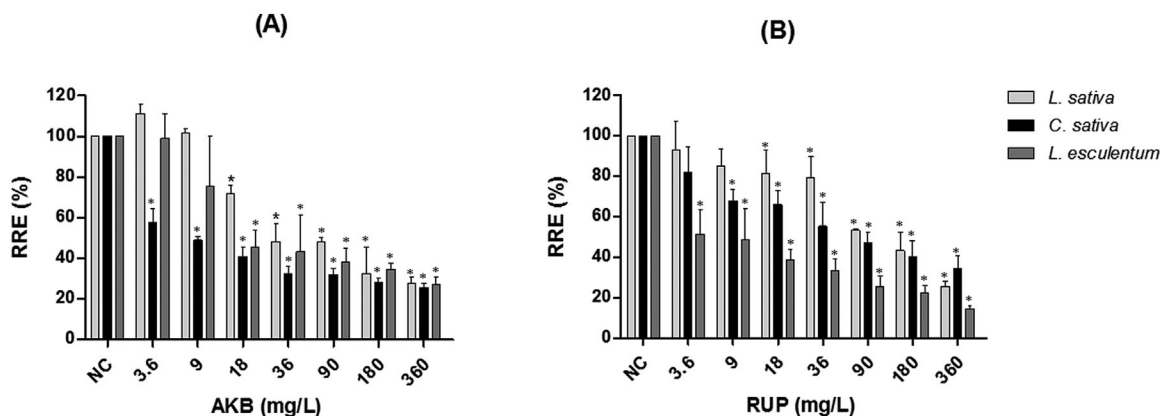 (A)
RRE (%)
120
100
80
60
40
20
0
* * * * * * * * * * * * * * * * * * * *
NC 3.6 9 18 36 90 180 360
AKB (mg/L)
(B)
RRE (%)
120
100
80
60
40
20
0
* * * * * * * * * * * * * * * * * *
NC 3.6 9 18 36 90 180 360
RUP (mg/L)
L. sativa
C. sativa
L. esculentum